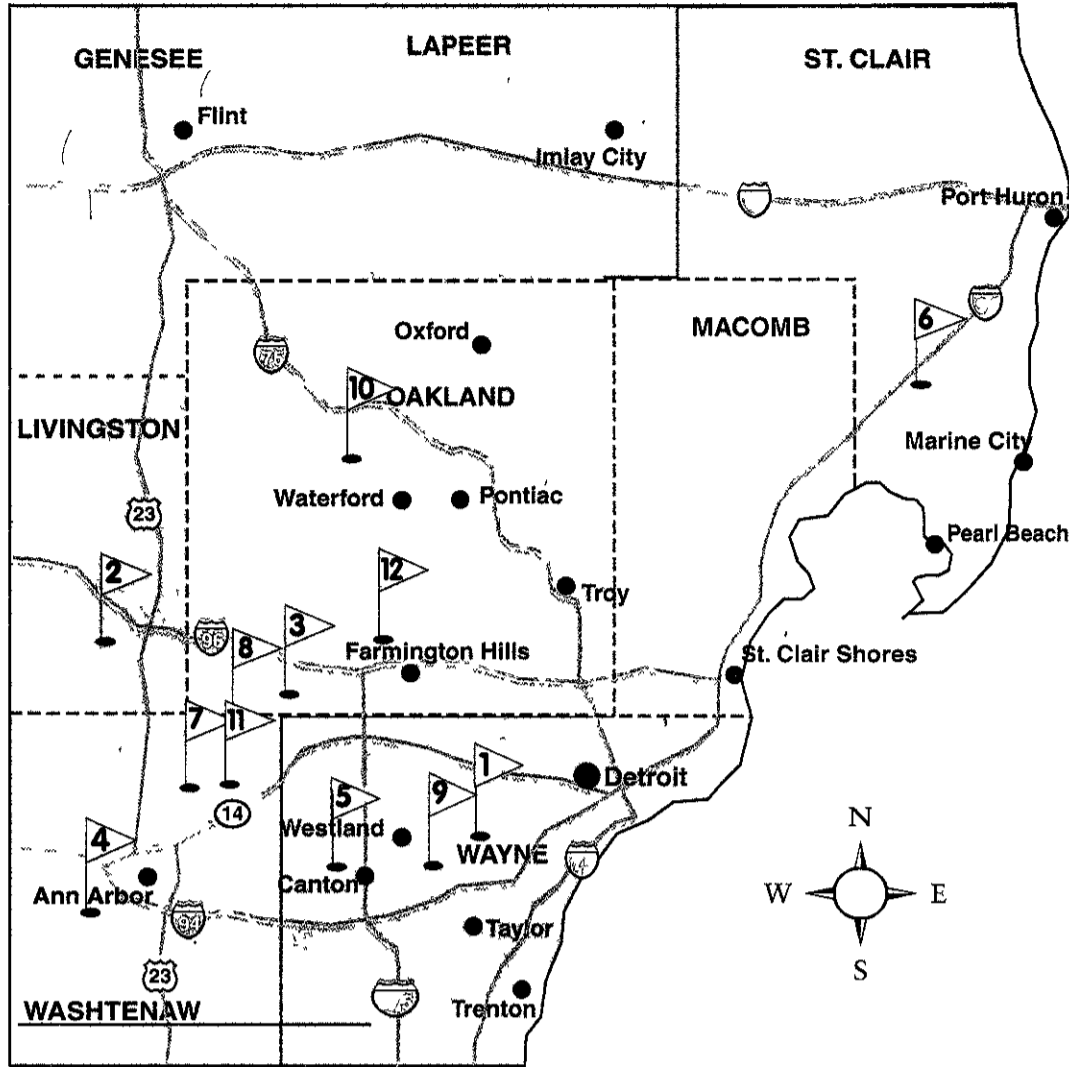 GENESEE
LAPEER
ST. CLAIR
Flint
Imlay City
Port Huron
6
MACOMB
Oxford
10
OAKLAND
LIVINGSTON
Marine City
Waterford
Pontiac
23
Pearl Beach
2
12
Troy
96
8
3
Farmington Hills
St. Clair Shores
7
11
1
Detroit
5
9
14
4
Westland
WAYNE
N
Ann Arbor
Canton
W
E
94
Taylor
S
23
Trenton
WASHTENAW